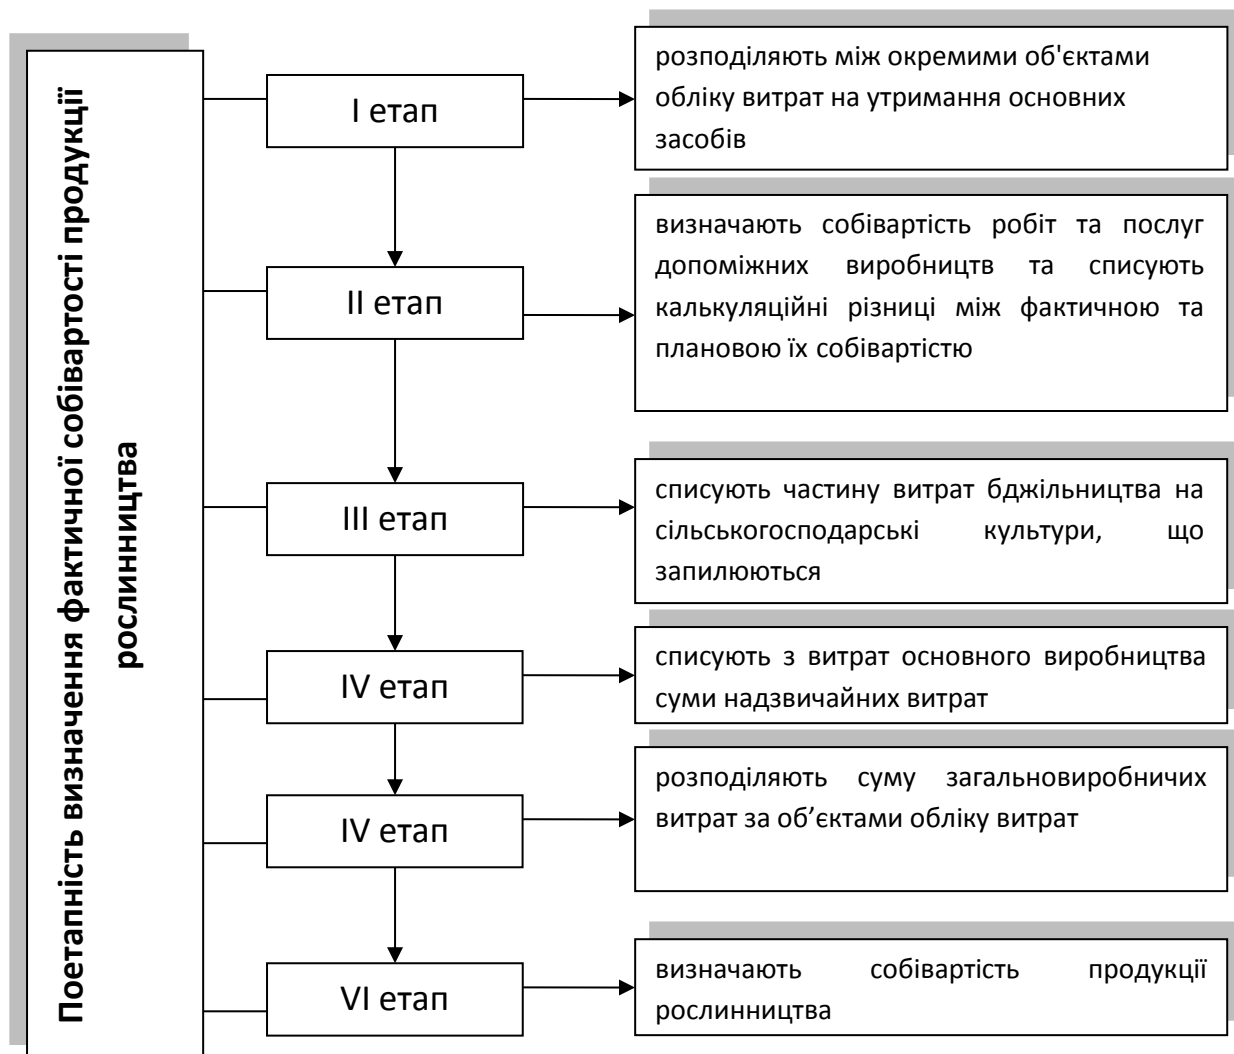 Поетапність визначення фактичної собівартості продукції
рослинництва
І етап
розподіляють між окремими об'єктами
обліку витрат на утримання основних
засобів
ІІ етап
визначають собівартість робіт та послуг
допоміжних виробництв та списують
калькуляційні різниці між фактичною та
плановою їх собівартістю
ІІІ етап
списують частину витрат бджільництва на
сільськогосподарські культури, що
запилюються
IV етап
списують з витрат основного виробництва
суми надзвичайних витрат
IV етап
розподіляють суму загальновиробничих
витрат за об’єктами обліку витрат
VI етап
визначають собівартість продукції
рослинництва